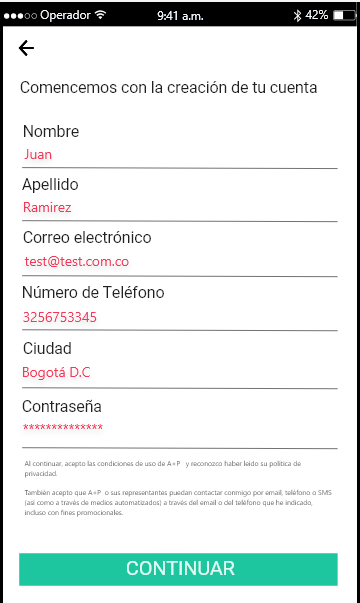 Operador 9:41 a.m. 42%
Comencemos con la creación de tu cuenta
Nombre
Juan
Apellido
Ramirez
Correo electrónico
test@test.com.co
Número de Teléfono
3256753345
Ciudad
Bogotá D.C
Contraseña
**************
Al continuar, acepto las condiciones de uso de A+P y reconozco haber leido su política de
privacidad.
También acepto que A+P o sus representantes puedan contactar conmigo por email, teléfono o SMS
(asi como a través de medios automatizados) a través del email o del teléfono que he indicado,
incluso con fines promocionales.
CONTINUAR